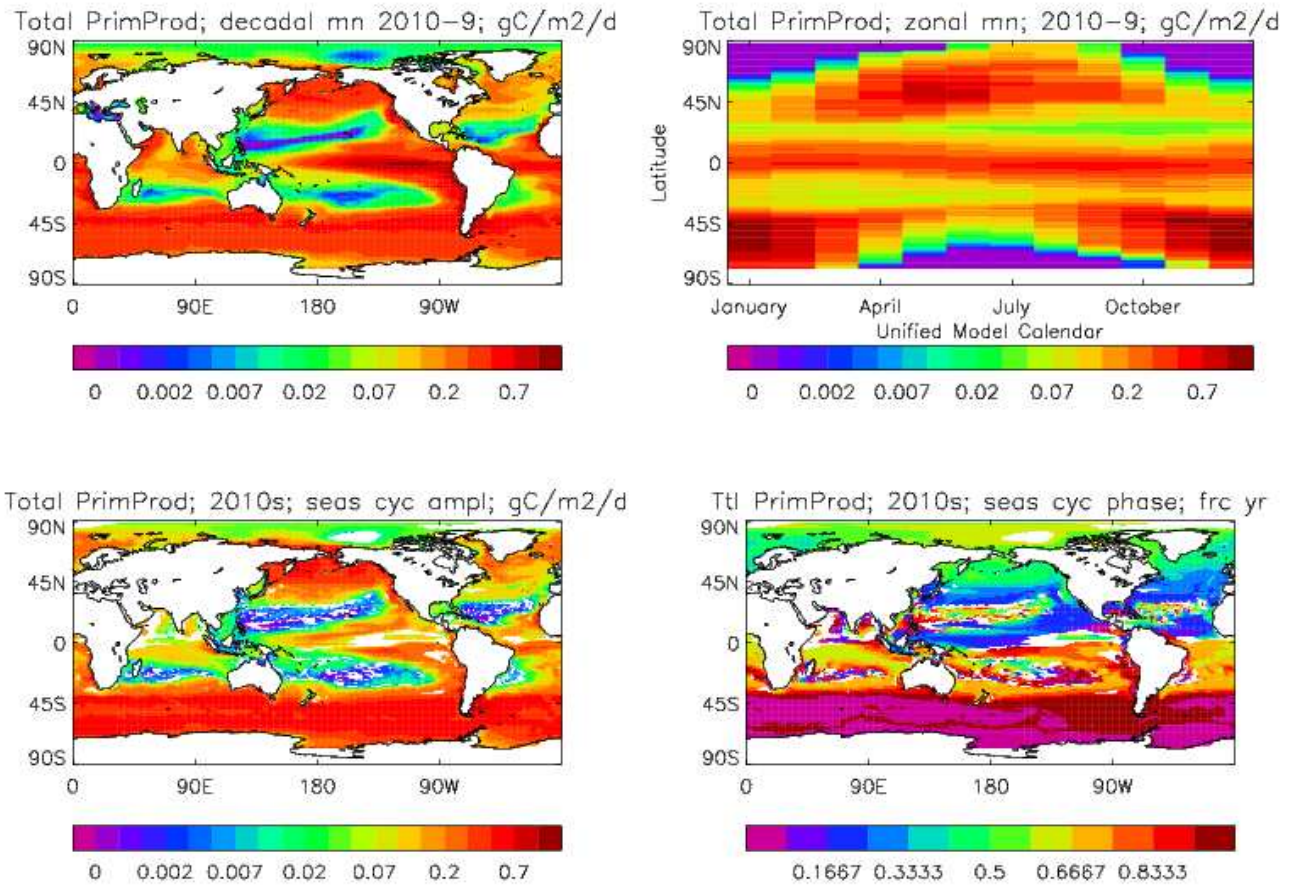 Total PrimProd; decadal mn 2010-9; gC/m2/d
90N
45N
0
45S
90S
0 90E 180 90W
0 0.002 0.007 0.02 0.07 0.2 0.7
Total PrimProd; zonal mn; 2010-9; gC/m2/d
90N
45N
0
45S
90S
Latitude
January April July October
Unified Model Calendar
0 0.002 0.007 0.02 0.07 0.2 0.7
Total PrimProd; 2010s; seas cyc ampl; gC/m2/d
90N
45N
0
45S
90S
0 90E 180 90W
0 0.002 0.007 0.02 0.07 0.2 0.7
Ttl PrimProd; 2010s; seas cyc phase; frc yr
90N
45N
0
45S
90S
0 90E 180 90W
0.1667 0.3333 0.5 0.6667 0.8333